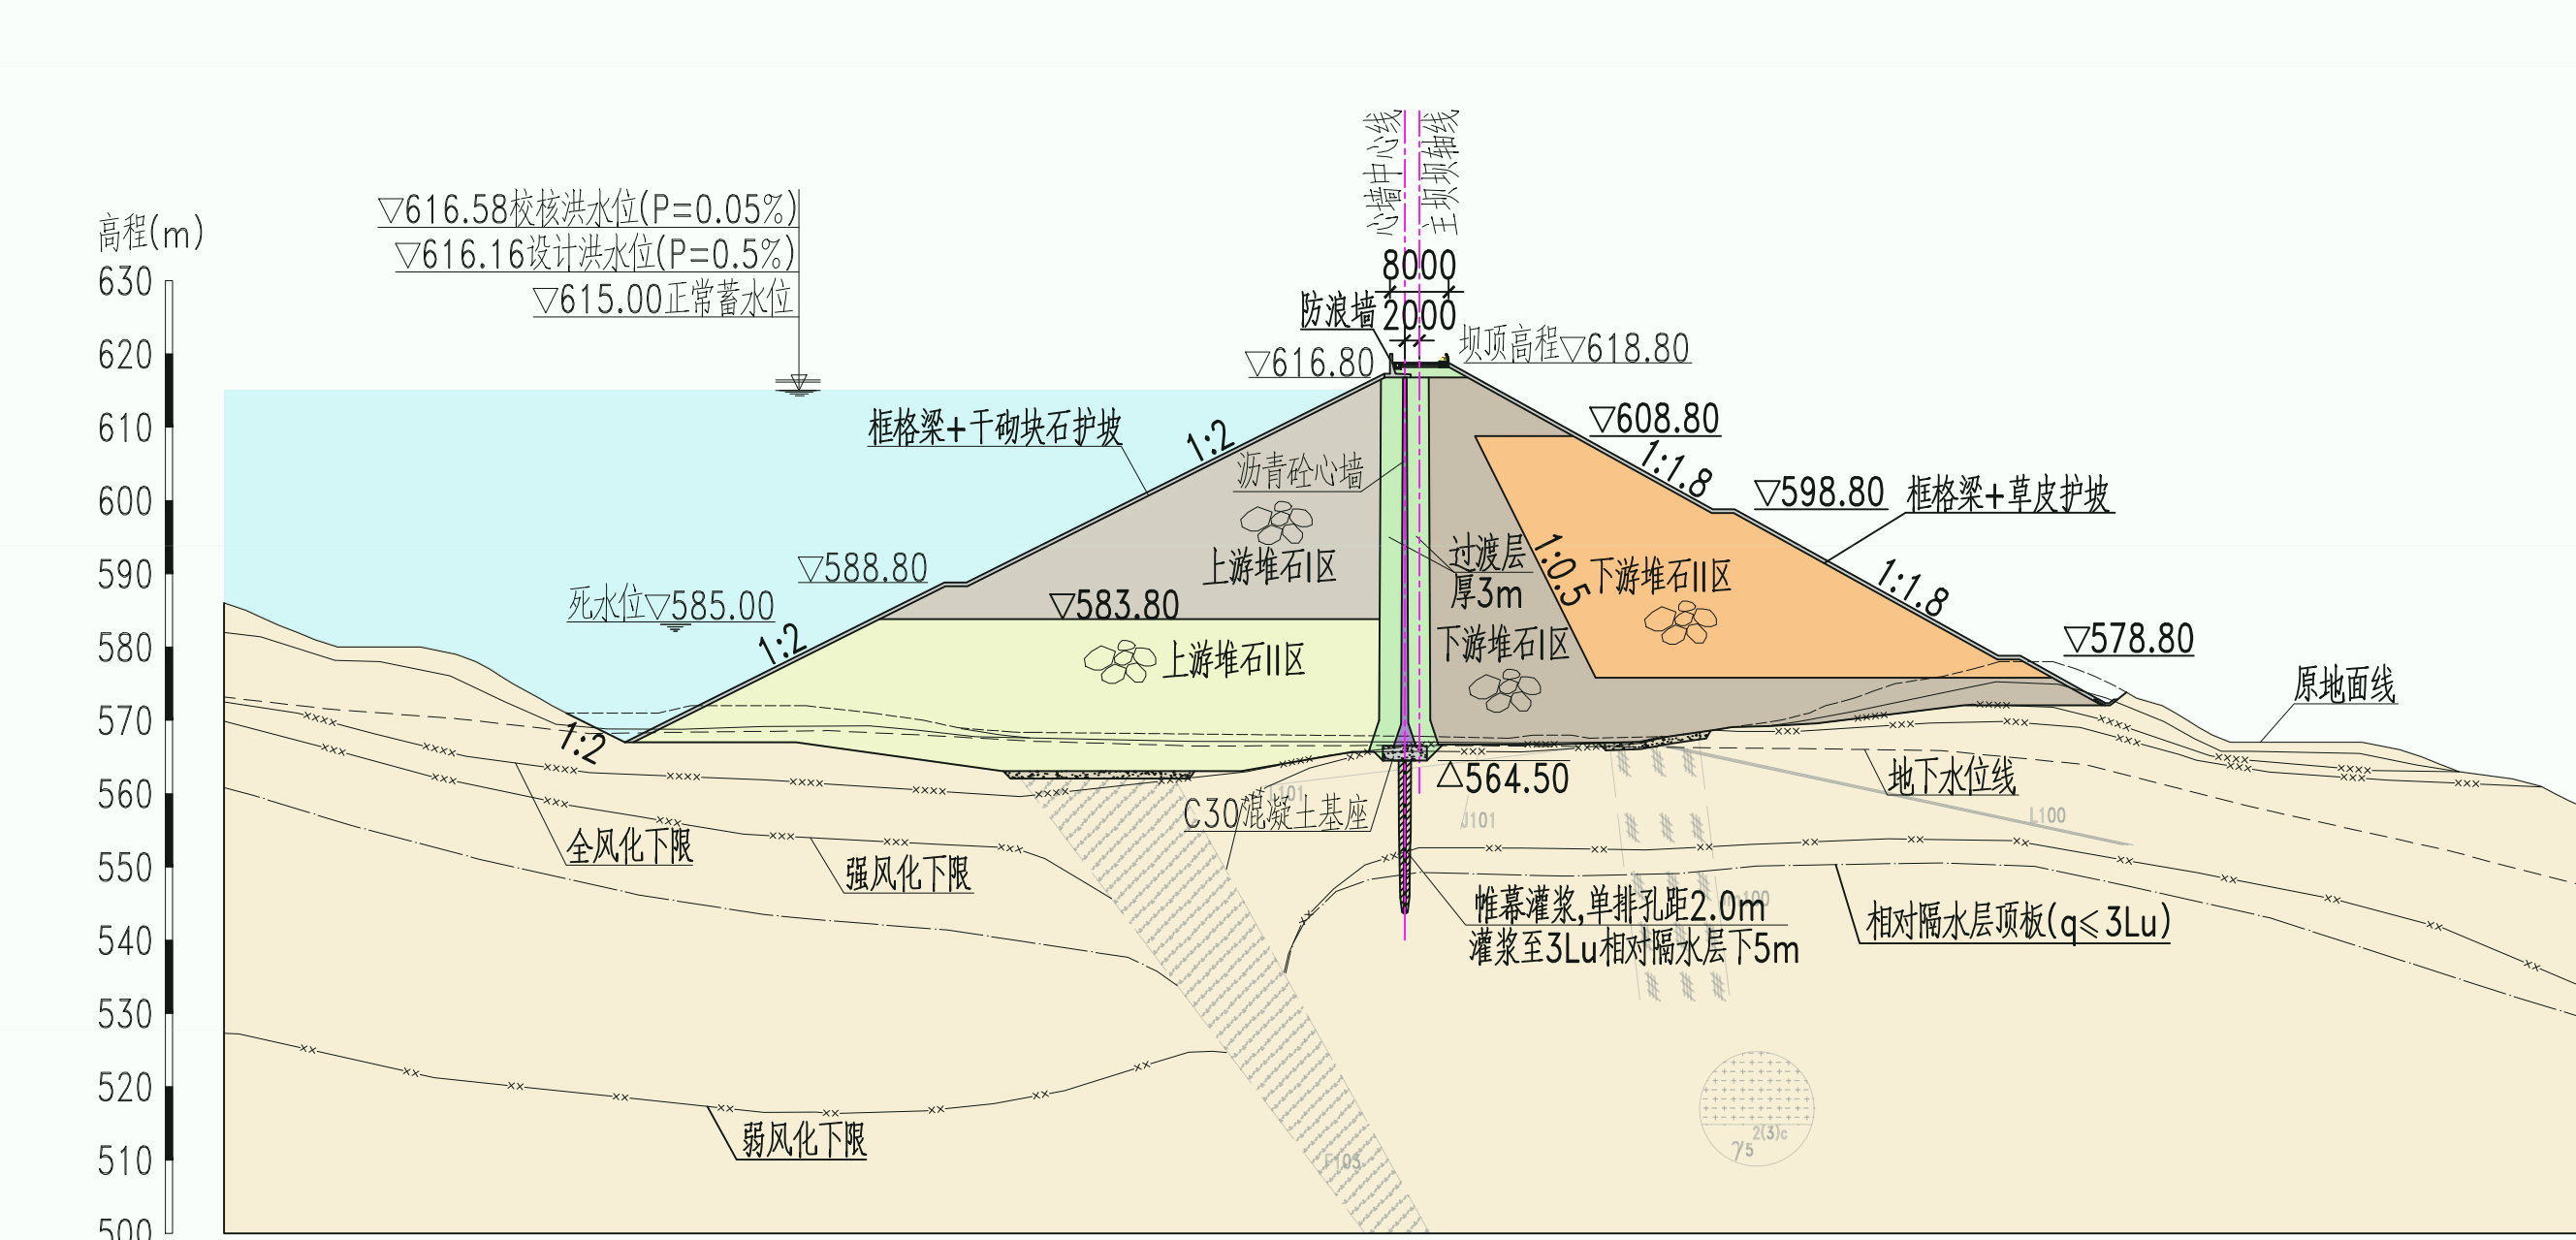 心墙中心线
主坝坝轴线
▽616.58校核洪水位(P=0.05%)
▽616.16设计洪水位(P=0.5%)
▽615.00正常蓄水位
高程(m)
630
620
610
600
590
580
570
560
550
540
530
520
510
500
8000
2000
防浪墙
▽616.80
坝顶高程▽618.80
框格梁+干砌块石护坡
1:2
▽608.80
1:1.8
沥青砼心墙
▽598.80
框格梁+草皮护坡
上游堆石I区
▽588.80
死水位▽585.00
▽583.80
过渡层
厚3m
1:0.5
下游堆石II区
1:1.8
1:2
上游堆石II区
下游堆石I区
▽578.80
原地面线
1:2
△564.50
地下水位线
C30混凝土基座
L101
J101
L100
全风化下限
强风化下限
帷幕灌浆,单排孔距2.0m
灌浆至3Lu相对隔水层下5m
相对隔水层顶板(q≤3Lu)
弱风化下限
F103
2(3)c
γ5